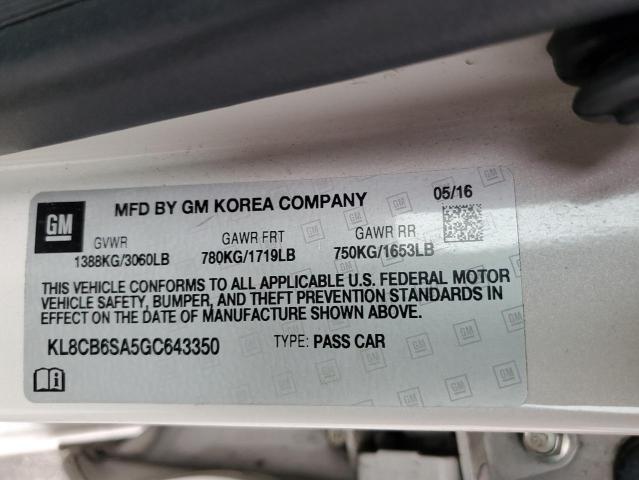 GM
MFD BY GM KOREA COMPANY
05/16
GVWR
GAWR FRT
GAWR RR
1388KG/3060LB
780KG/1719LB
750KG/1653LB
THIS VEHICLE CONFORMS TO ALL APPLICABLE U.S. FEDERAL MOTOR
VEHICLE SAFETY, BUMPER, AND THEFT PREVENTION STANDARDS IN
EFFECT ON THE DATE OF MANUFACTURE SHOWN ABOVE.
KL8CB6SA5GC643350
TYPE: PASS CAR